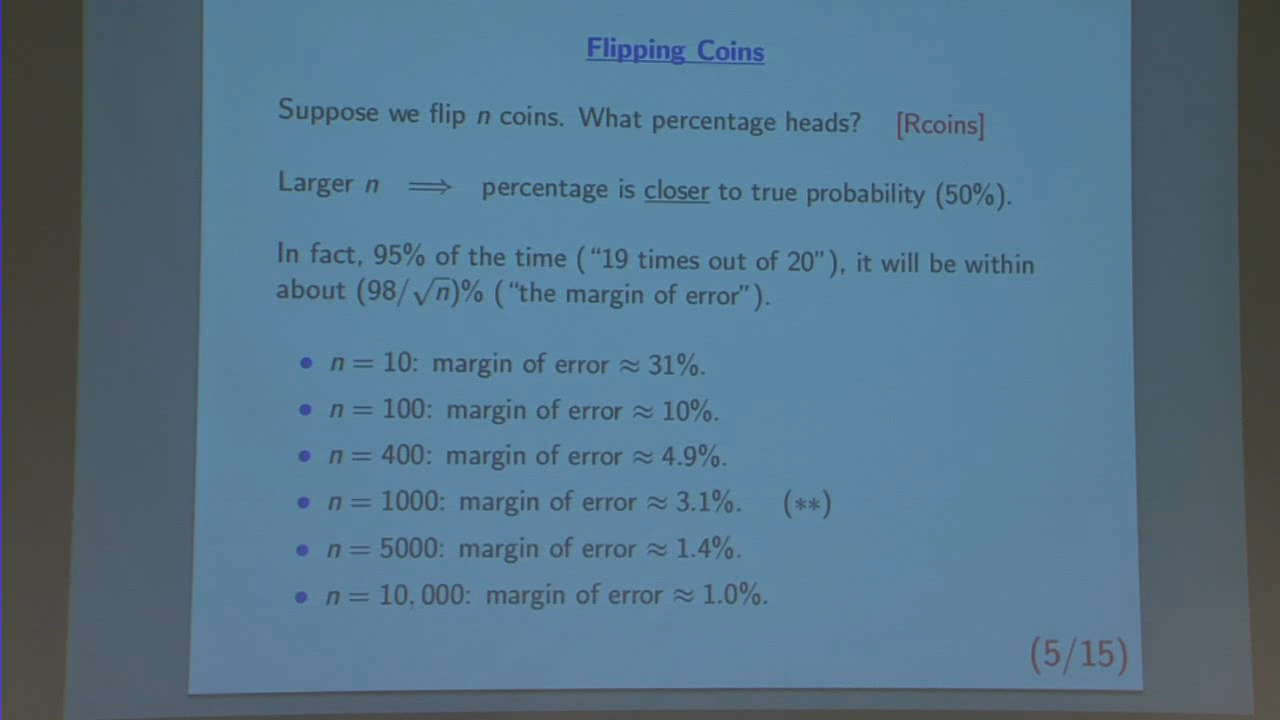 Flipping Coins
Suppose we flip n coins. What percentage heads? [Rcoins]
Larger n ⟹ percentage is closer to true probability (50%).
In fact, 95% of the time (“19 times out of 20”), it will be within
about (98/√n)% (“the margin of error”).
• n = 10: margin of error ≈ 31%.
• n = 100: margin of error ≈ 10%.
• n = 400: margin of error ≈ 4.9%.
• n = 1000: margin of error ≈ 3.1%. (**)
• n = 5000: margin of error ≈ 1.4%.
• n = 10,000: margin of error ≈ 1.0%.
(5/15)